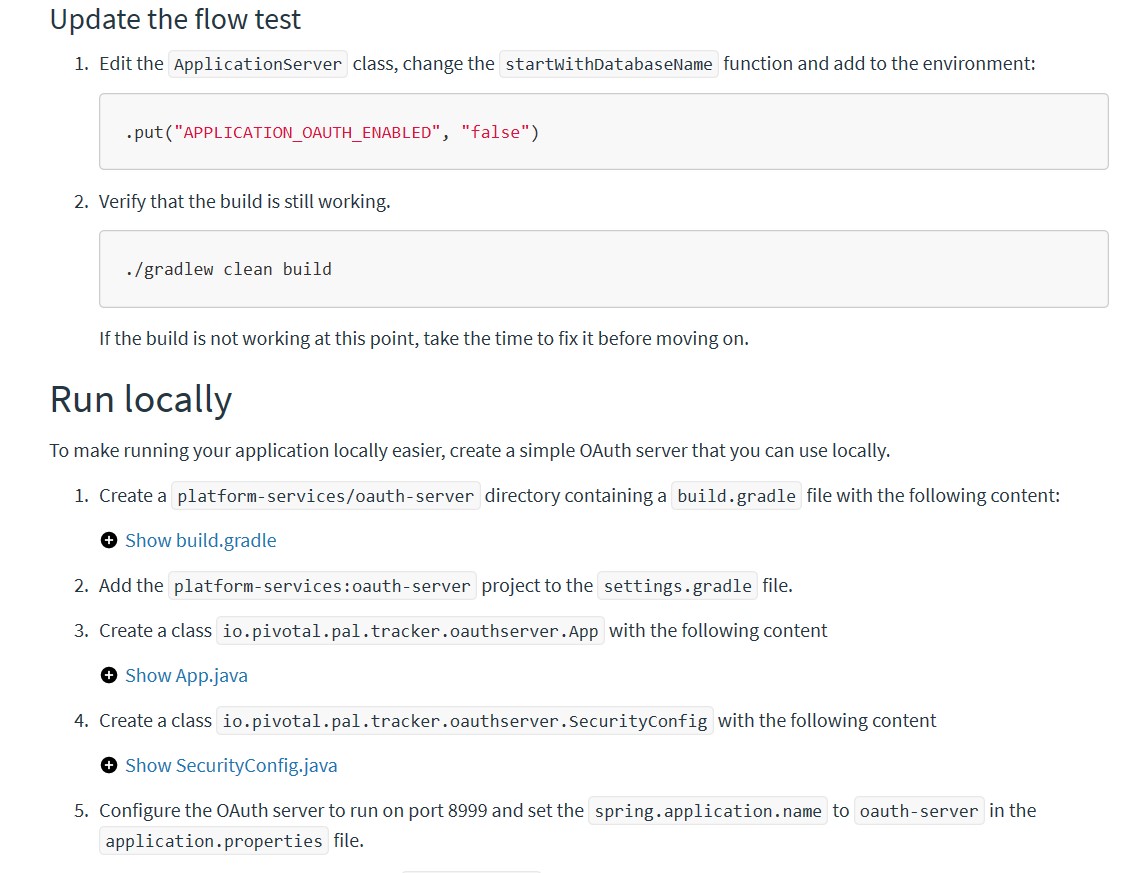 Update the flow test
1. Edit the ApplicationServer class, change the startWithDatabaseName function and add to the environment:
.put("APPLICATION_OAUTH_ENABLED", "false")
2. Verify that the build is still working.
./gradlew clean build
If the build is not working at this point, take the time to fix it before moving on.
Run locally
To make running your application locally easier, create a simple OAuth server that you can use locally.
1. Create a platform-services/oauth-server directory containing a build.gradle file with the following content:
Show build.gradle
2. Add the platform-services:oauth-server project to the settings.gradle file.
3. Create a class io.pivotal.pal.tracker.oauthserver.App with the following content
Show App.java
4. Create a class io.pivotal.pal.tracker.oauthserver.SecurityConfig with the following content
Show SecurityConfig.java
5. Configure the OAuth server to run on port 8999 and set the spring.application.name to oauth-server in the
application.properties file.